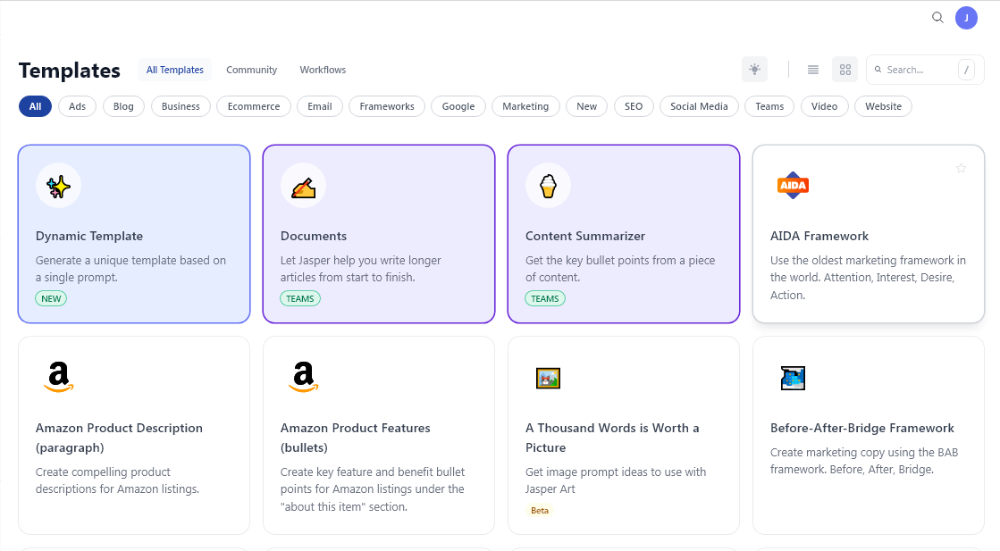 J
Templates
All Templates
Community
Workflows
Search...
/
All
Ads
Blog
Business
Ecommerce
Email
Frameworks
Google
Marketing
New
SEO
Social Media
Teams
Video
Website
Dynamic Template
Generate a unique template based on
a single prompt.
NEW
Documents
Let Jasper help you write longer
articles from start to finish.
TEAMS
Content Summarizer
Get the key bullet points from a piece
of content.
TEAMS
AIDA
AIDA Framework
Use the oldest marketing framework in
the world. Attention, Interest, Desire,
Action.
a
Amazon Product Description
(paragraph)
Create compelling product
descriptions for Amazon listings.
a
Amazon Product Features
(bullets)
Create key feature and benefit bullet
points for Amazon listings under the
"about this item" section.
A Thousand Words is Worth a
Picture
Get image prompt ideas to use with
Jasper Art
Beta
Before-After-Bridge Framework
Create marketing copy using the BAB
framework. Before, After, Bridge.